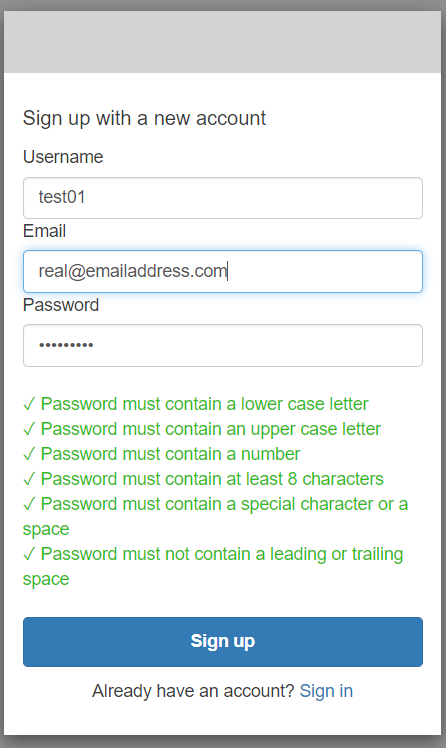 Sign up with a new account
Username
test01
Email
real@emailaddress.com
Password
•••••••••
✓ Password must contain a lower case letter
✓ Password must contain an upper case letter
✓ Password must contain a number
✓ Password must contain at least 8 characters
✓ Password must contain a special character or a
space
✓ Password must not contain a leading or trailing
space
Sign up
Already have an account? Sign in